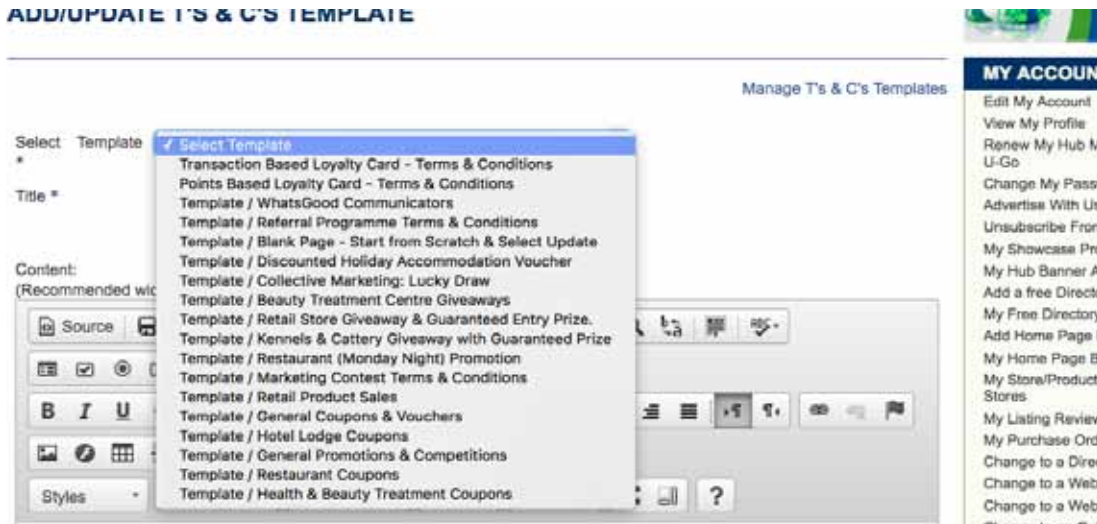 ADD/UPDATE T'S & C'S TEMPLATE
Manage T's & C's Templates
Select Template
*
✓ Select Template
Transaction Based Loyalty Card - Terms & Conditions
Points Based Loyalty Card - Terms & Conditions
Template / WhatsGood Communicators
Template / Referral Programme Terms & Conditions
Template / Blank Page - Start from Scratch & Select Update
Template / Discounted Holiday Accommodation Voucher
Template / Collective Marketing: Lucky Draw
Template / Beauty Treatment Centre Giveaways
Template / Retail Store Giveaway & Guaranteed Entry Prize.
Template / Kennels & Cattery Giveaway with Guaranteed Prize
Template / Restaurant (Monday Night) Promotion
Template / Marketing Contest Terms & Conditions
Template / Retail Product Sales
Template / General Coupons & Vouchers
Template / Hotel Lodge Coupons
Template / General Promotions & Competitions
Template / Restaurant Coupons
Template / Health & Beauty Treatment Coupons
Title *
Content:
(Recommended wid
Source
B I U
Styles
?
MY ACCOUN
Edit My Account
View My Profile
Renew My Hub M
U-Go
Change My Pass
Advertise With Us
Unsubscribe From
My Showcase Pro
My Hub Banner A
Add a free Directo
My Free Directory
Add Home Page
My Home Page B
My Store/Product
Stores
My Listing Review
My Purchase Ord
Change to a Dire
Change to a Web
Change to a Web